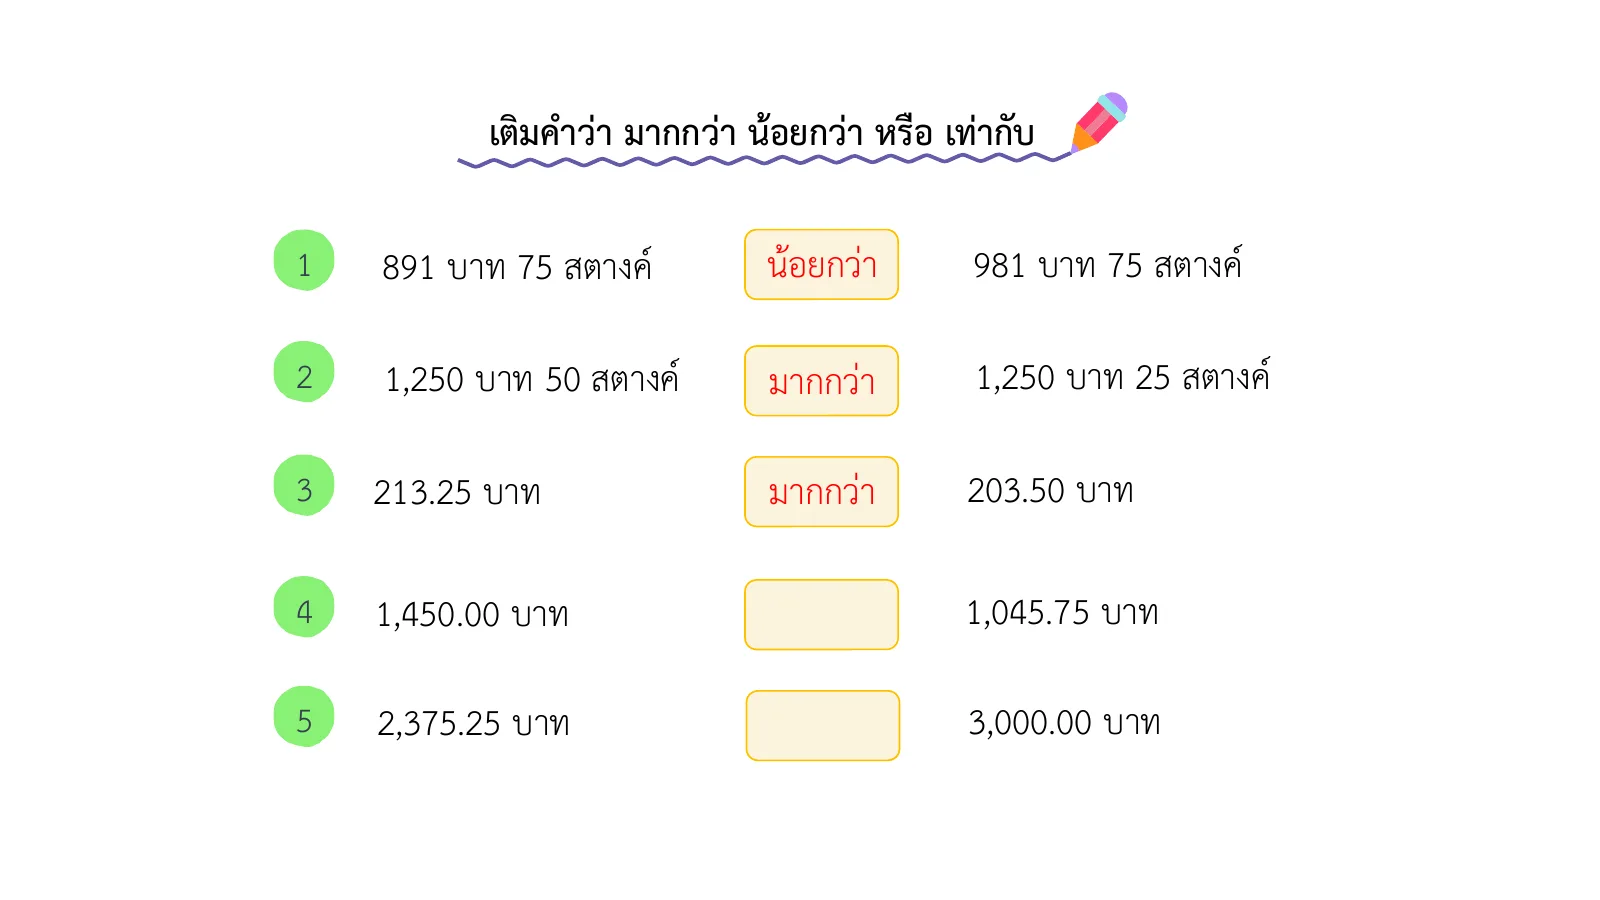 เติมคำว่า มากกว่า น้อยกว่า หรือ เท่ากับ
1 891 บาท 75 สตางค์ น้อยกว่า 981 บาท 75 สตางค์
2 1,250 บาท 50 สตางค์ มากกว่า 1,250 บาท 25 สตางค์
3 213.25 บาท มากกว่า 203.50 บาท
4 1,450.00 บาท 1,045.75 บาท
5 2,375.25 บาท 3,000.00 บาท